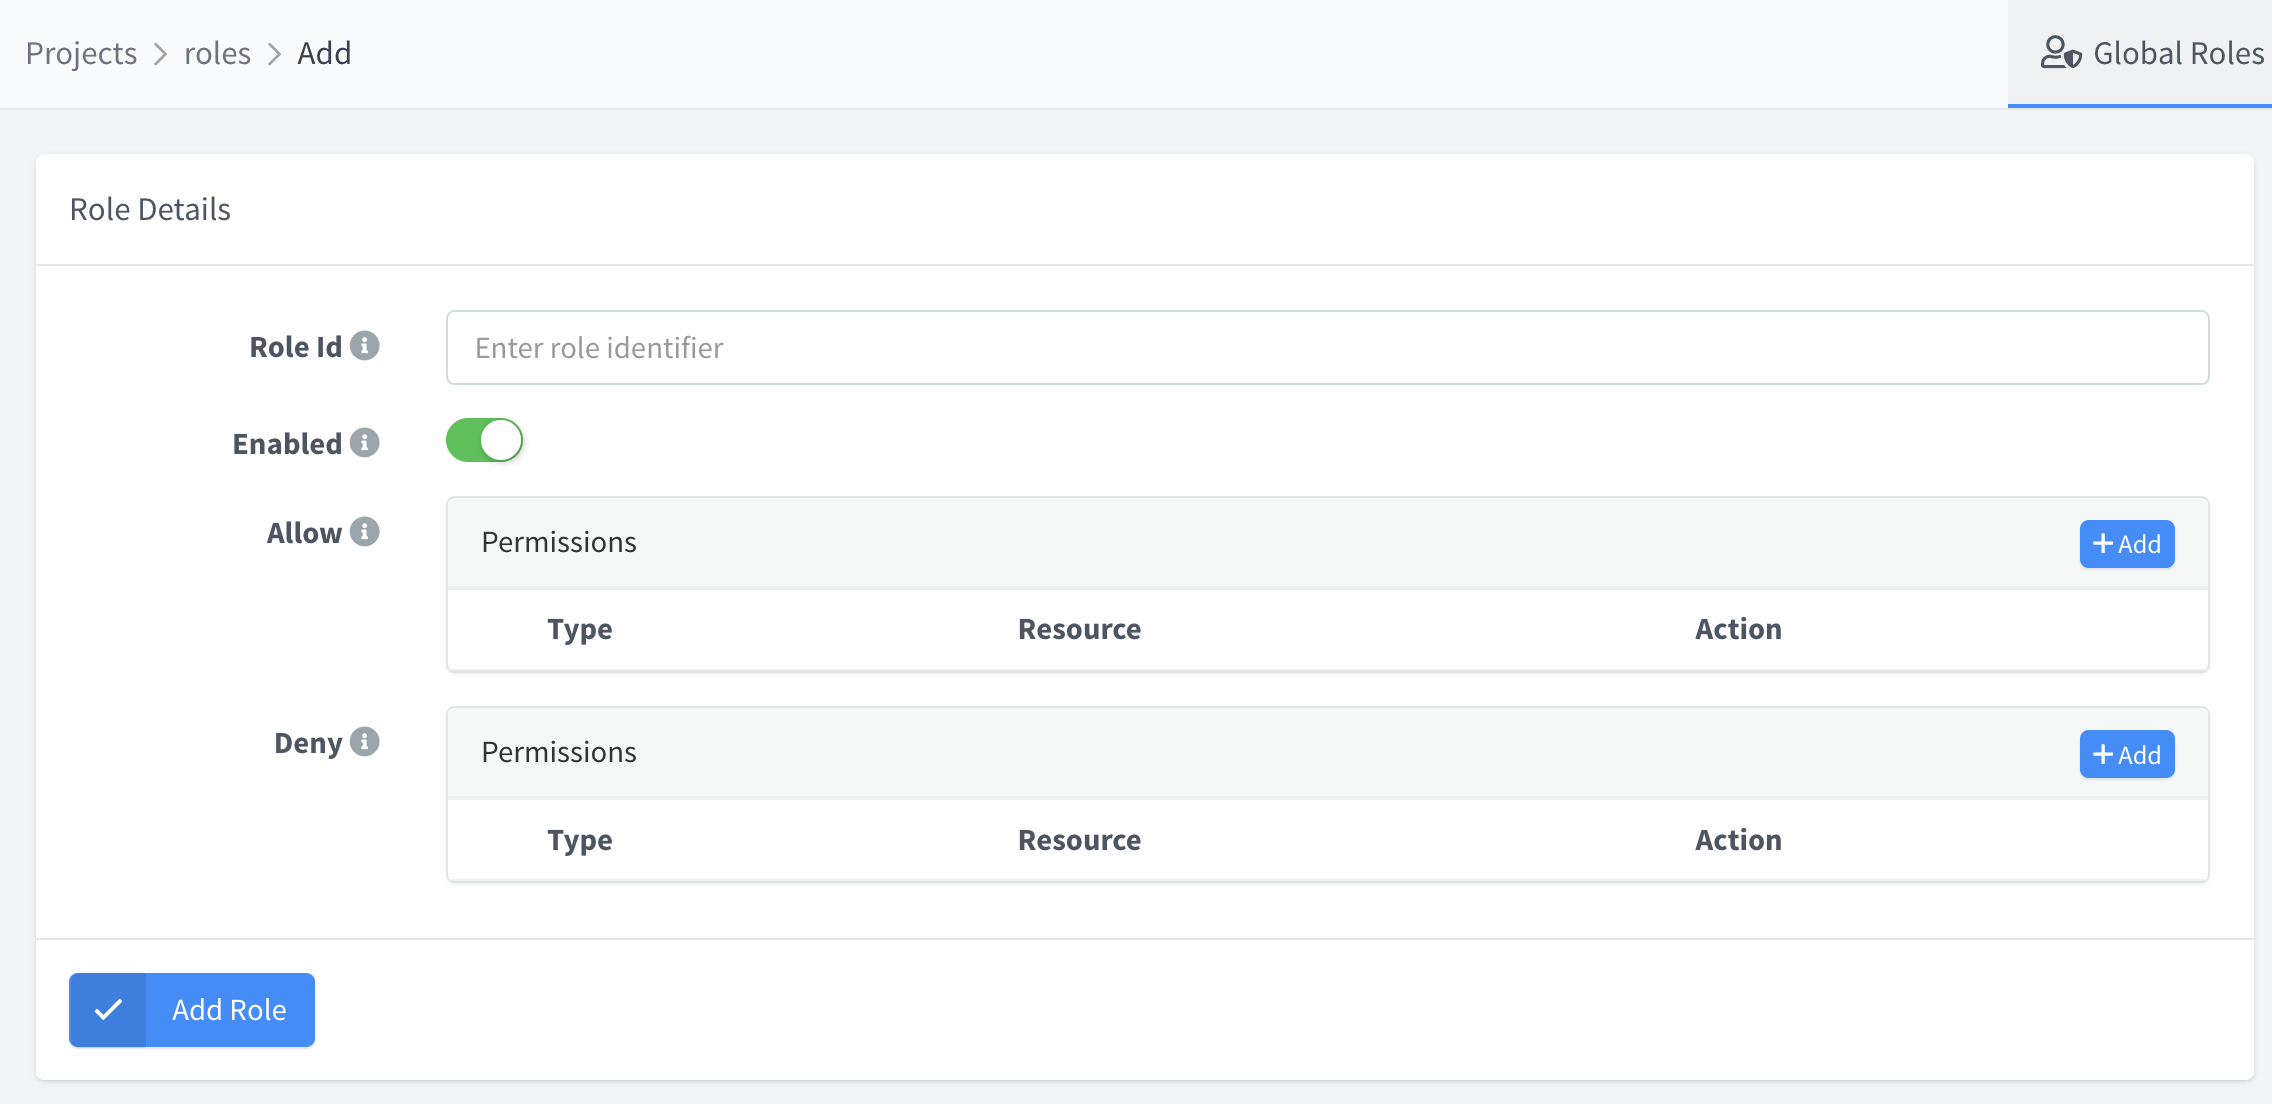 Projects > roles > Add
Global Roles
Role Details
Role Id
Enter role identifier
Enabled
Allow
Permissions
+ Add
Type Resource Action
Deny
Permissions
+ Add
Type Resource Action
Add Role